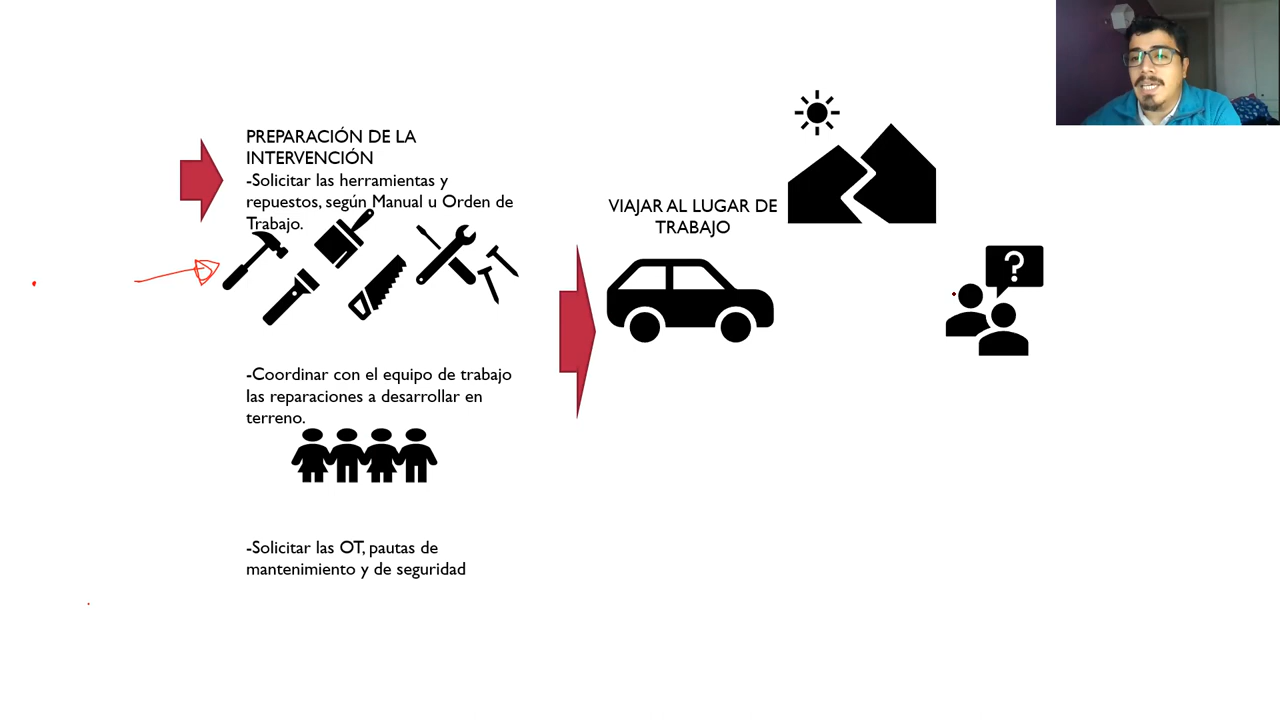 PREPARACIÓN DE LA
INTERVENCIÓN
-Solicitar las herramientas y
repuestos, según Manual u Orden de
Trabajo.
-Coordinar con el equipo de trabajo
las reparaciones a desarrollar en
terreno.
-Solicitar las OT, pautas de
mantenimiento y de seguridad
VIAJAR AL LUGAR DE
TRABAJO
?